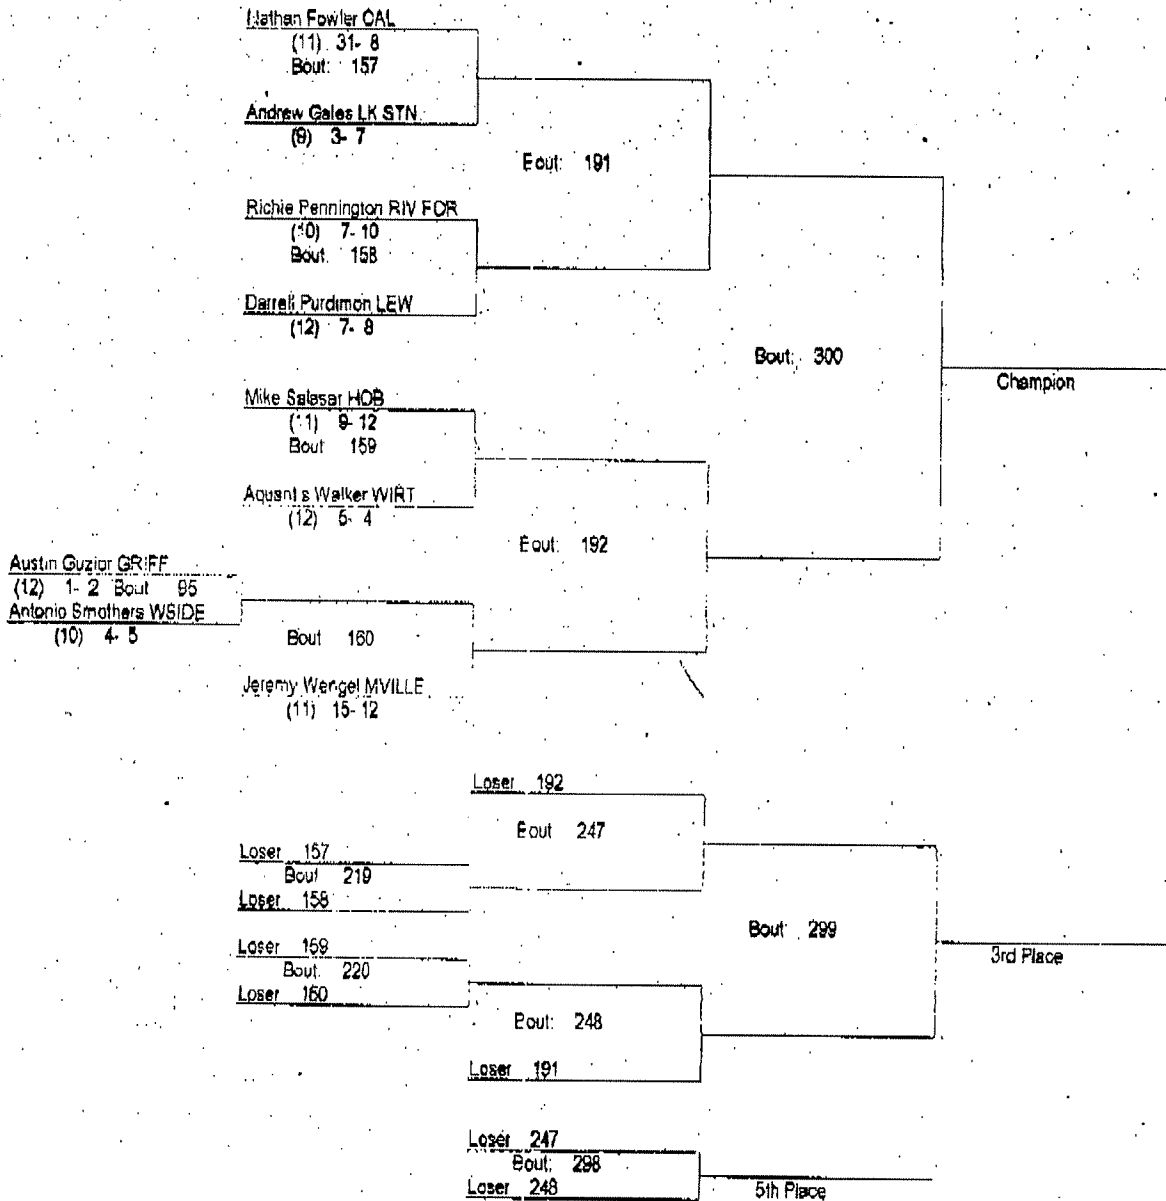 Nathan Fowler CAL
(11) 31- 8
Bout: 157
Andrew Gales LK STN
(9) 3- 7
Bout: 191
Richie Pennington RIV FOR
(10) 7- 10
Bout: 158
Darrell Purdimon LEW
(12) 7- 8
Bout: 300
Champion
Mike Salasar HOB
(11) 9- 12
Bout 159
Aquantis Walker WIRT
(12) 5- 4
Bout: 192
Austin Guzior GRIFF
(12) 1- 2 Bout 95
Antonio Smothers WSIDE
(10) 4- 5
Bout 160
Jeremy Wengel MVILLE
(11) 15- 12
Loser 192
Bout 247
Loser 157
Bout 219
Loser 158
Bout: 299
3rd Place
Loser 159
Bout: 220
Loser 160
Bout: 248
Loser 191
Loser 247
Bout: 298
Loser 248
5th Place